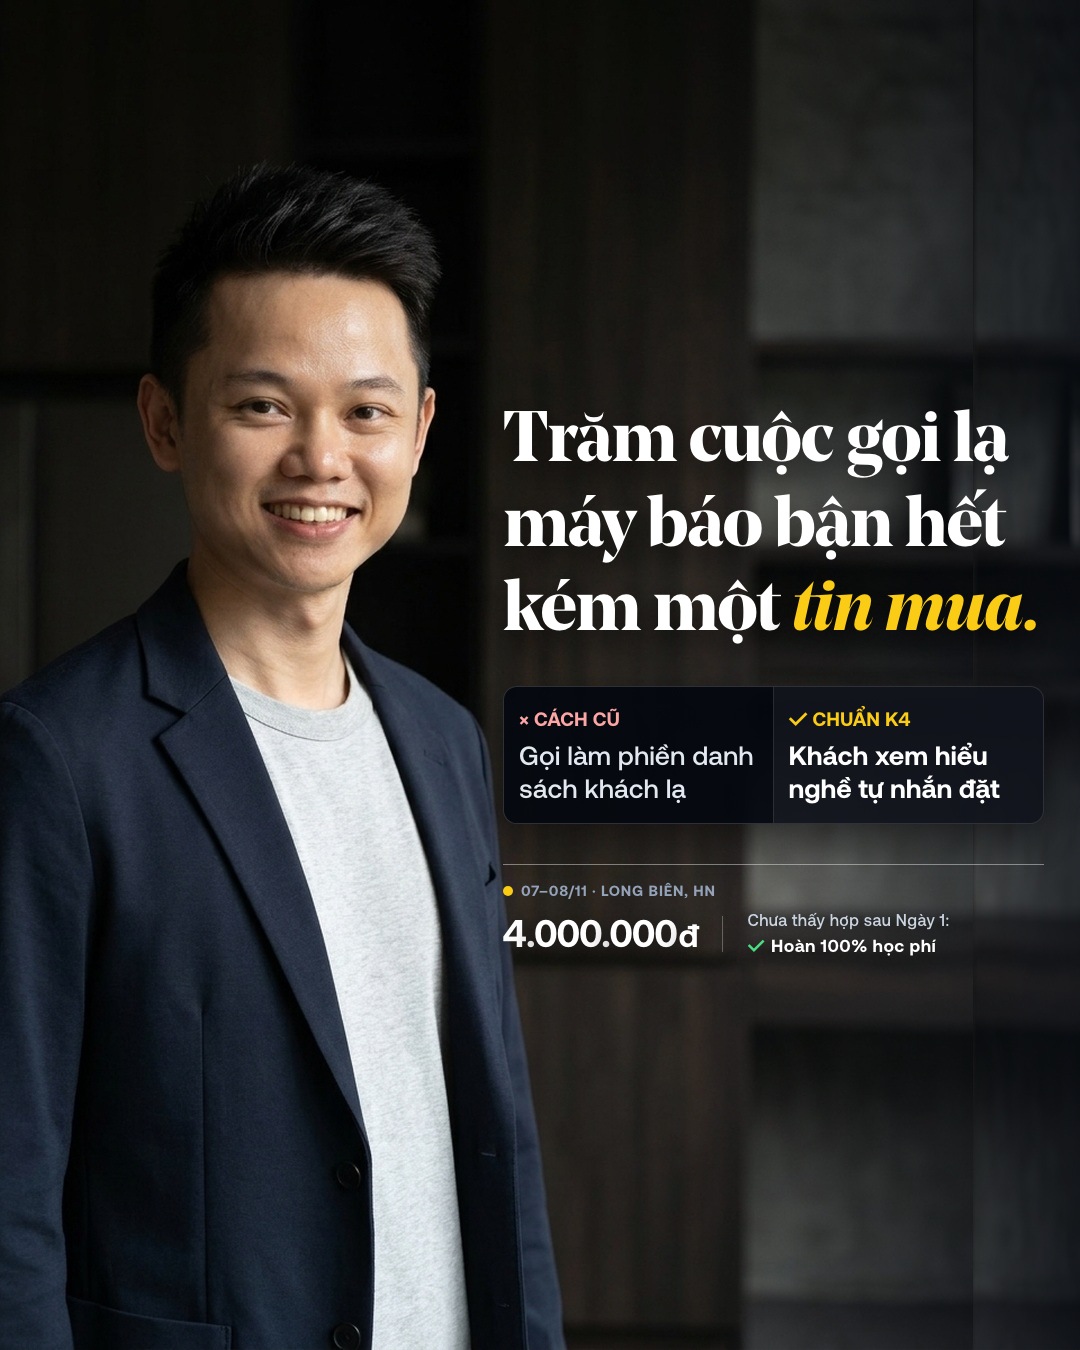 Trăm cuộc gọi lạ
máy báo bận hết
kém một tin mua.
× CÁCH CŨ
Gọi làm phiền danh
sách khách lạ
✓ CHUẨN K4
Khách xem hiểu
nghề tự nhắn đặt
07–08/11 · LONG BIÊN, HN
4.000.000đ
Chưa thấy hợp sau Ngày 1:
✓ Hoàn 100% học phí